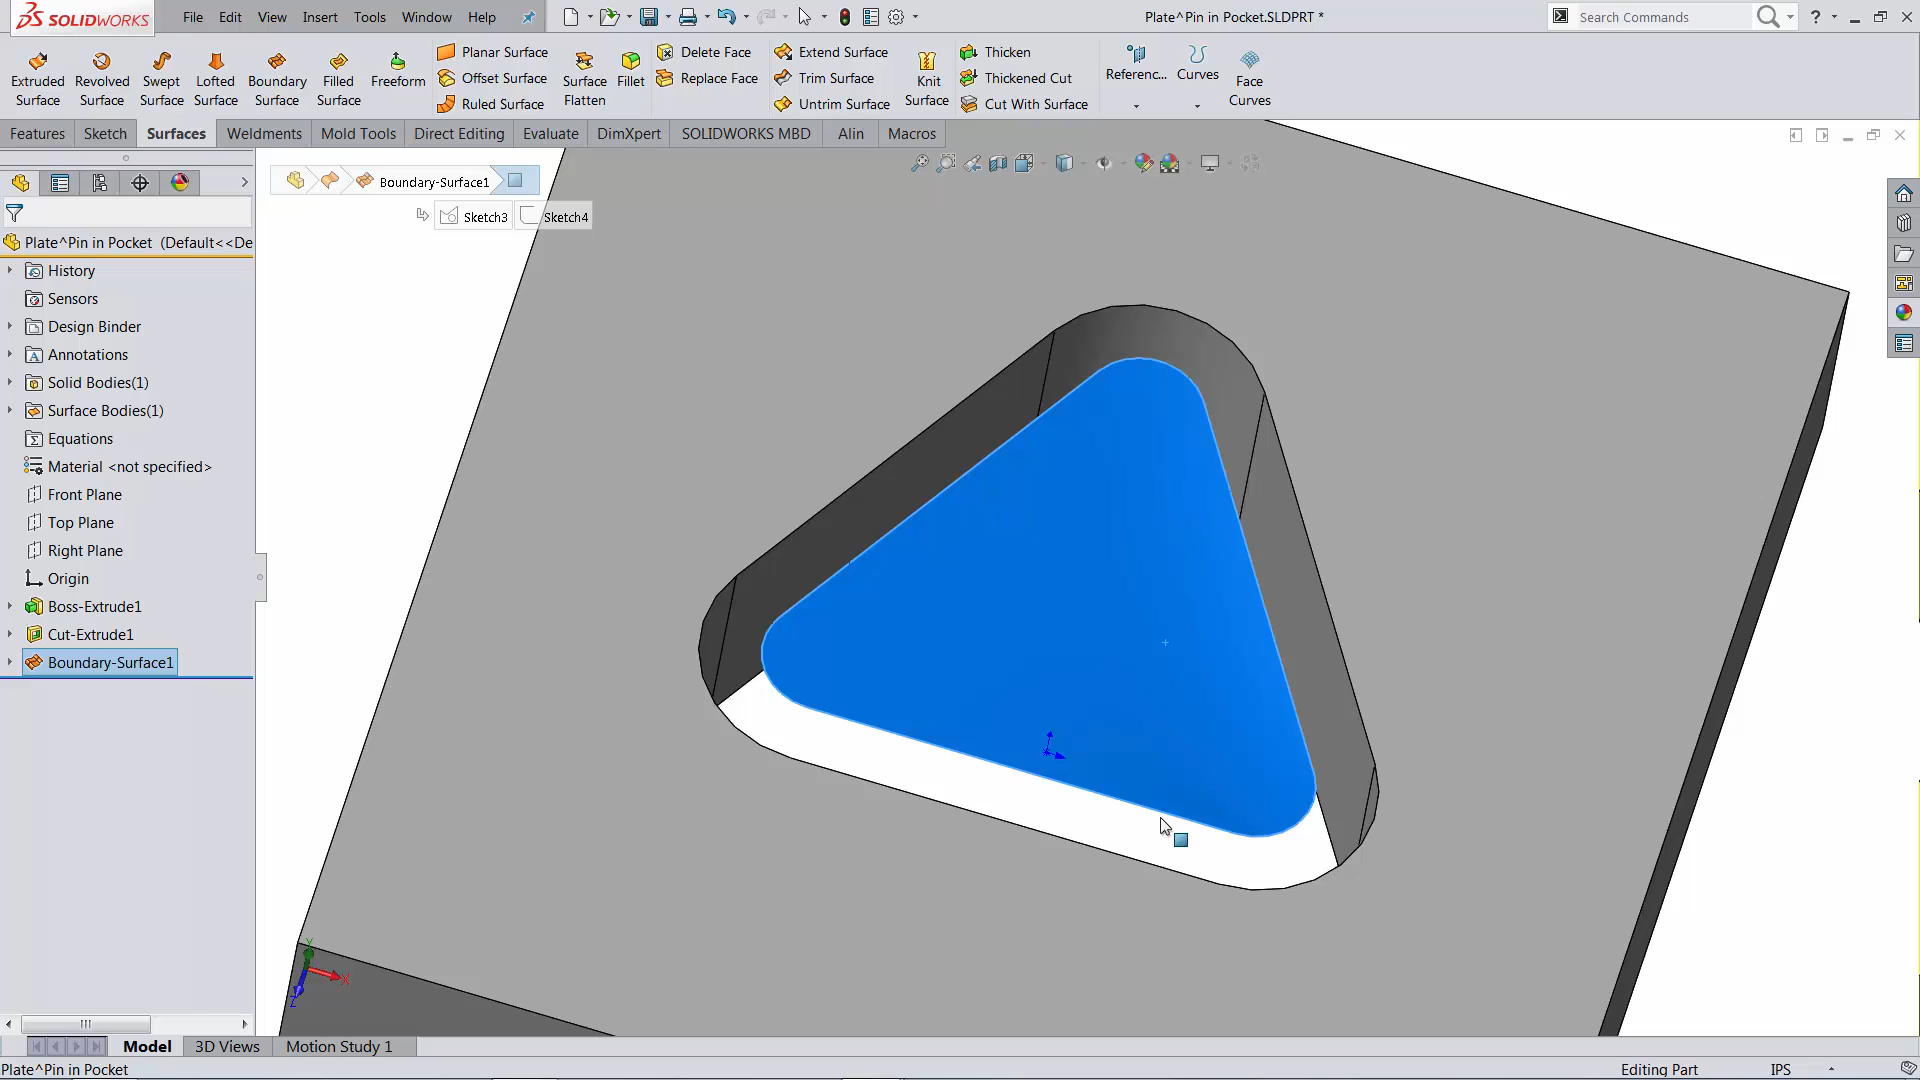 SOLIDWORKS File Edit View Insert Tools Window Help Plate^Pin in Pocket.SLDPRT * Search Commands ?
Extruded Surface
Revolved Surface
Swept Surface
Lofted Surface
Boundary Surface
Filled Surface
Freeform
Planar Surface
Offset Surface
Ruled Surface
Surface Flatten
Fillet
Delete Face
Replace Face
Extend Surface
Trim Surface
Untrim Surface
Knit Surface
Thicken
Thickened Cut
Cut With Surface
Referenc...
Curves
Face Curves
Features Sketch Surfaces Weldments Mold Tools Direct Editing Evaluate DimXpert SOLIDWORKS MBD Alin Macros
Boundary-Surface1
Sketch3 Sketch4
Plate^Pin in Pocket (Default<<De
History
Sensors
Design Binder
Annotations
Solid Bodies(1)
Surface Bodies(1)
Equations
Material <not specified>
Front Plane
Top Plane
Right Plane
Origin
Boss-Extrude1
Cut-Extrude1
Boundary-Surface1
Y
X
Z
Model 3D Views Motion Study 1
Plate^Pin in Pocket Editing Part IPS